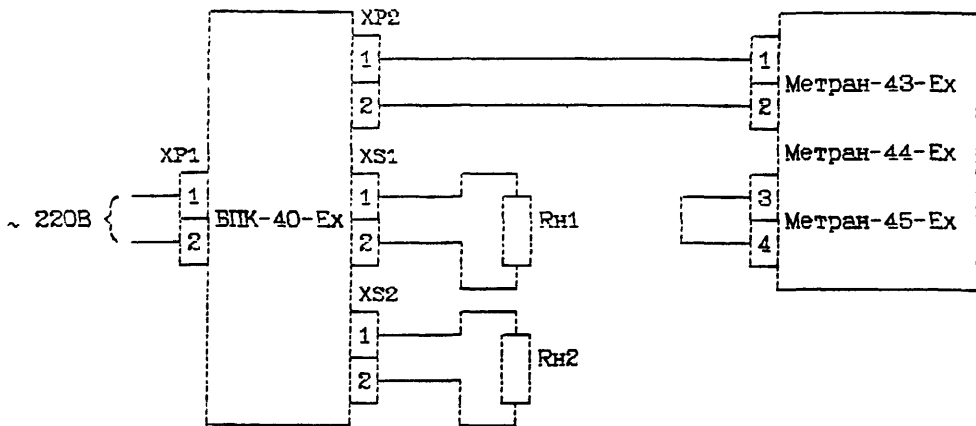 XP2
1
2
1
2
Метран-43-Ex
Метран-44-Ex
3
4
Метран-45-Ex
XP1
1
2
~ 220В
БПК-40-Ex
XS1
1
2
Rн1
XS2
1
2
Rн2